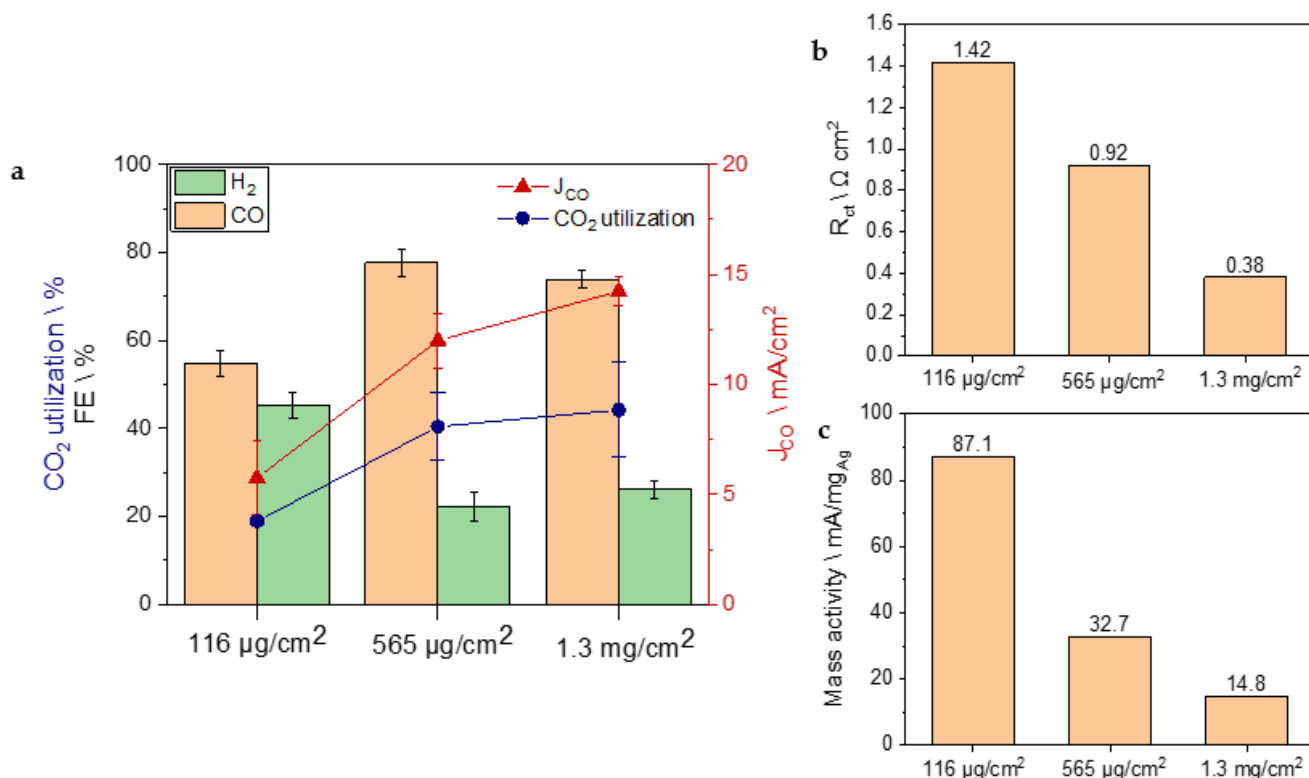 a
CO₂ utilization \ %
FE \ %
100
80
60
40
20
0
H₂
CO
J_CO
CO₂ utilization
20
15
10
5
0
J_CO \ mA/cm²
116 µg/cm²
565 µg/cm²
1.3 mg/cm²
b
R_ct \ Ω cm²
1.6
1.4
1.2
1.0
0.8
0.6
0.4
0.2
0.0
1.42
0.92
0.38
116 µg/cm²
565 µg/cm²
1.3 mg/cm²
c
Mass activity \ mA/mg_Ag
100
80
60
40
20
0
87.1
32.7
14.8
116 µg/cm²
565 µg/cm²
1.3 mg/cm²